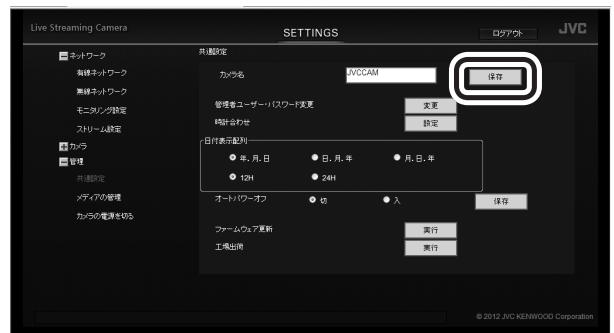 Live Streaming Camera
SETTINGS
ログアウト
JVC
ネットワーク
有線ネットワーク
無線ネットワーク
モニタリング設定
ストリーム設定
カメラ
管理
共通設定
メディアの管理
カメラの電源を切る
共通設定
カメラ名 JVCCAM 保存
管理者ユーザー・パスワード変更 変更
時計合わせ 設定
日付表示配列
年. 月. 日 日. 月. 年 月. 日. 年
12H 24H
オートパワーオフ 切 入 保存
ファームウェア更新 実行
工場出荷 実行
© 2012 JVC KENWOOD Corporation